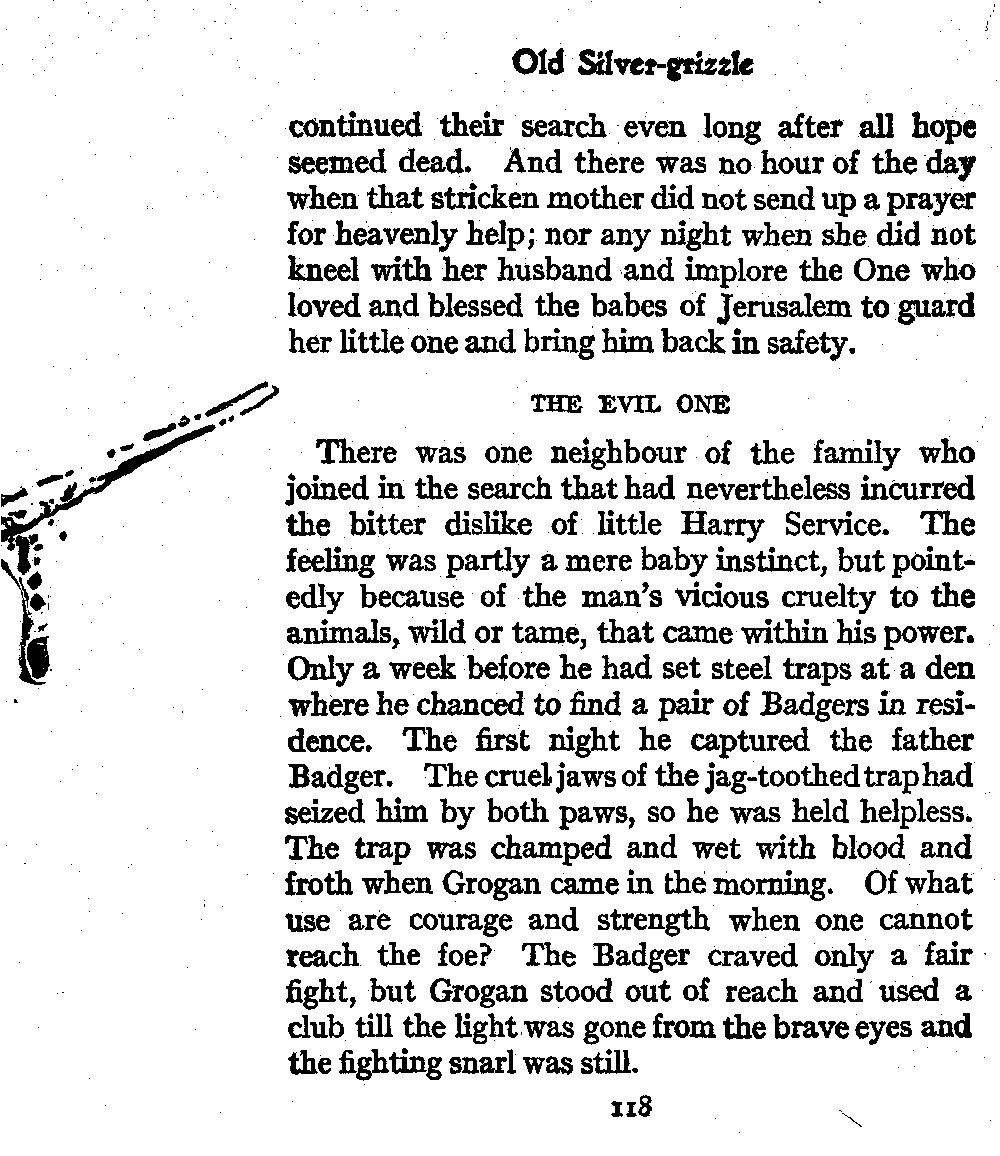 Old Silver-grizzle
continued their search even long after all hope
seemed dead. And there was no hour of the day
when that stricken mother did not send up a prayer
for heavenly help; nor any night when she did not
kneel with her husband and implore the One who
loved and blessed the babes of Jerusalem to guard
her little one and bring him back in safety.
THE EVIL ONE
There was one neighbour of the family who
joined in the search that had nevertheless incurred
the bitter dislike of little Harry Service. The
feeling was partly a mere baby instinct, but point-
edly because of the man's vicious cruelty to the
animals, wild or tame, that came within his power.
Only a week before he had set steel traps at a den
where he chanced to find a pair of Badgers in resi-
dence. The first night he captured the father
Badger. The cruel jaws of the jag-toothed trap had
seized him by both paws, so he was held helpless.
The trap was champed and wet with blood and
froth when Grogan came in the morning. Of what
use are courage and strength when one cannot
reach the foe? The Badger craved only a fair
fight, but Grogan stood out of reach and used a
club till the light was gone from the brave eyes and
the fighting snarl was still.
118